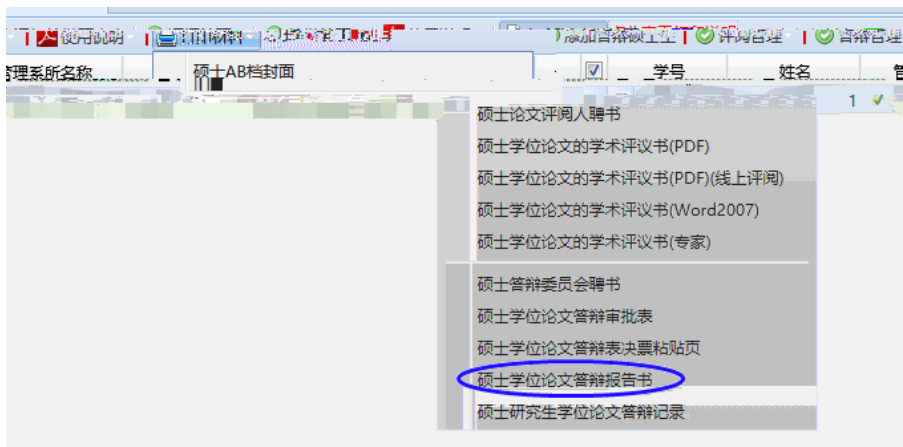 使用说明 打印材料 添加答辩硕士生 评阅管理 答辩管理
管理系所名称 学号 姓名 管
硕士AB档封面
1
硕士论文评阅人聘书
硕士学位论文的学术评议书(PDF)
硕士学位论文的学术评议书(PDF)(线上评阅)
硕士学位论文的学术评议书(Word2007)
硕士学位论文的学术评议书(专家)
硕士答辩委员会聘书
硕士学位论文答辩审批表
硕士学位论文答辩表决票粘贴页
硕士学位论文答辩报告书
硕士研究生学位论文答辩记录